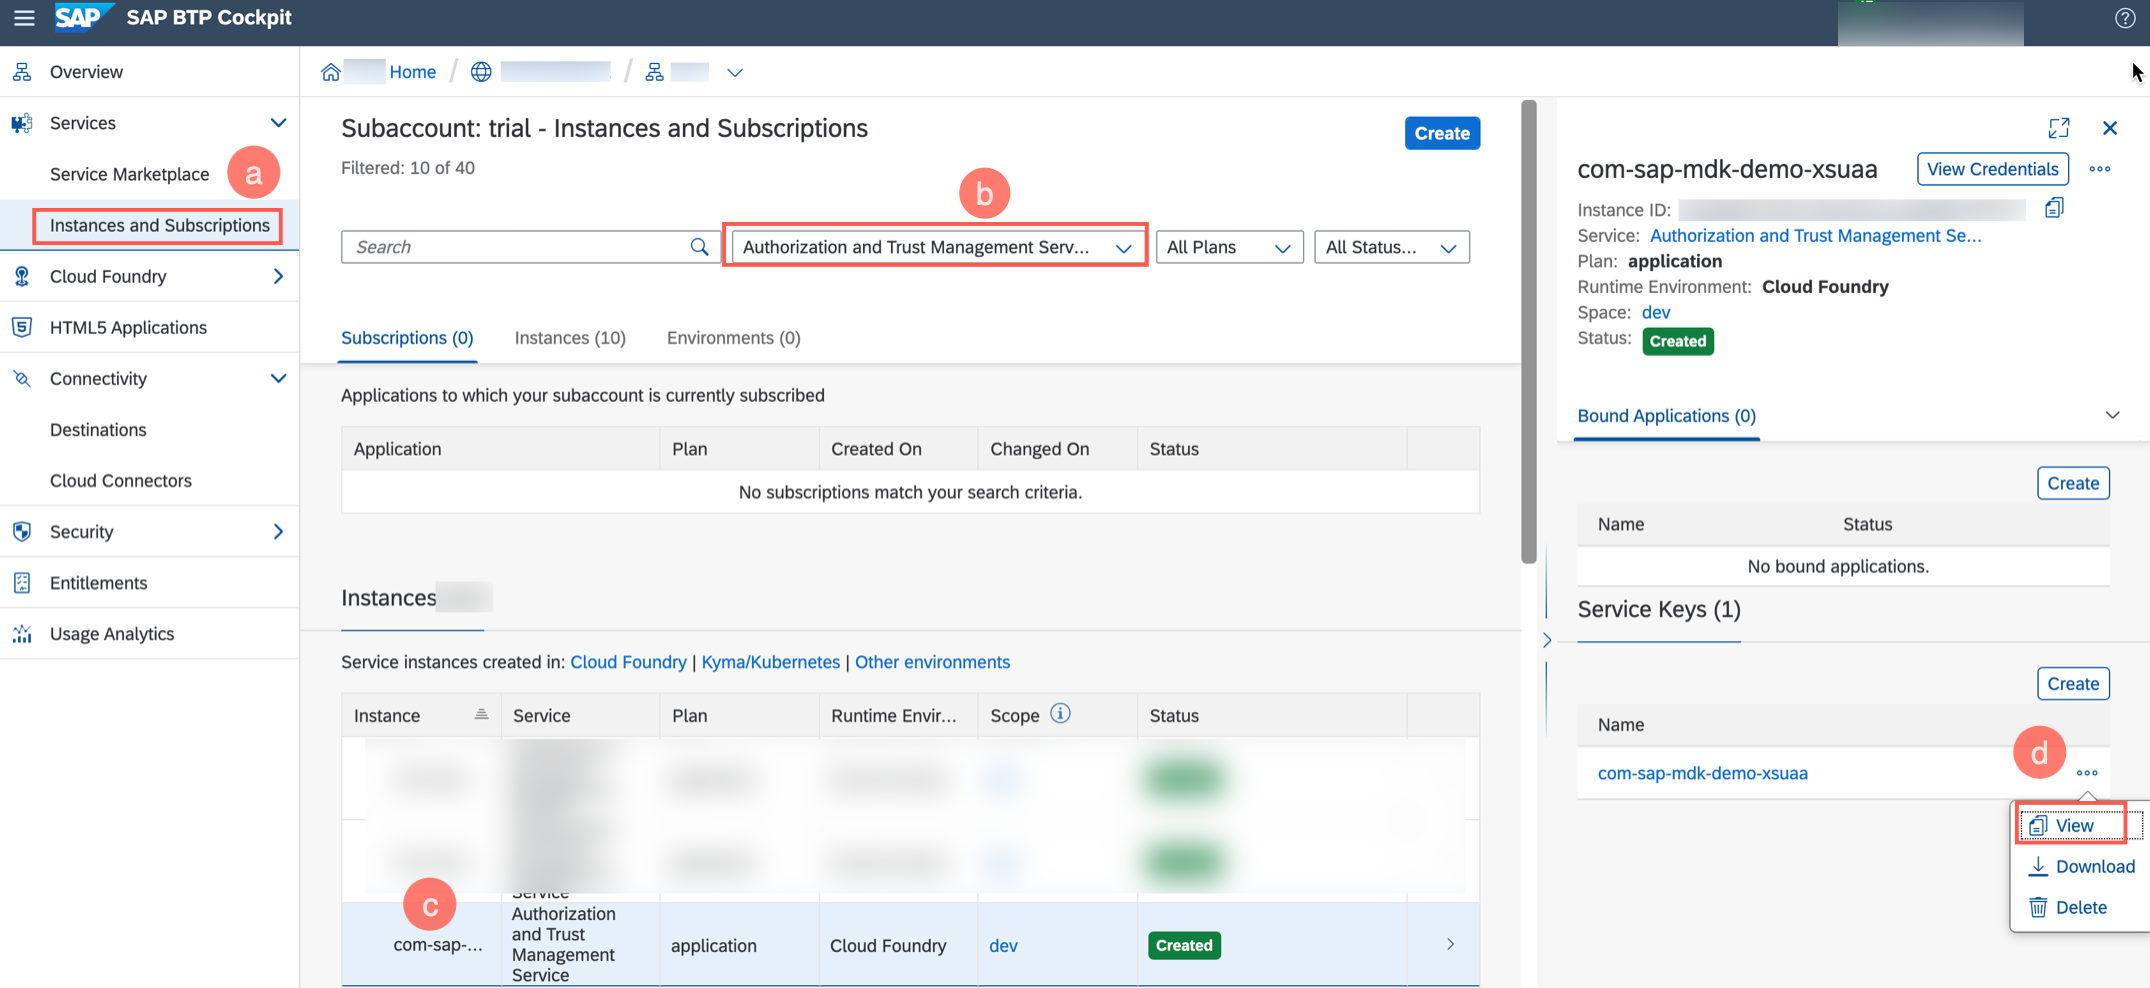 SAP SAP BTP Cockpit
Overview
Services
Service Marketplace
a
Instances and Subscriptions
Cloud Foundry
HTML5 Applications
Connectivity
Destinations
Cloud Connectors
Security
Entitlements
Usage Analytics
Home / /
Subaccount: trial - Instances and Subscriptions
Create
Filtered: 10 of 40
b
Search
Authorization and Trust Management Serv...
All Plans
All Status...
Subscriptions (0) Instances (10) Environments (0)
Applications to which your subaccount is currently subscribed
Application Plan Created On Changed On Status
No subscriptions match your search criteria.
Instances
Service instances created in: Cloud Foundry | Kyma/Kubernetes | Other environments
Instance Service Plan Runtime Envir... Scope Status
Service
c
com-sap-...
Authorization
and Trust
Management
Service
application
Cloud Foundry
dev
Created
com-sap-mdk-demo-xsuaa
View Credentials
Instance ID:
Service: Authorization and Trust Management Se...
Plan: application
Runtime Environment: Cloud Foundry
Space: dev
Status: Created
Bound Applications (0)
Create
Name Status
No bound applications.
Service Keys (1)
Create
Name
d
com-sap-mdk-demo-xsuaa
View
Download
Delete